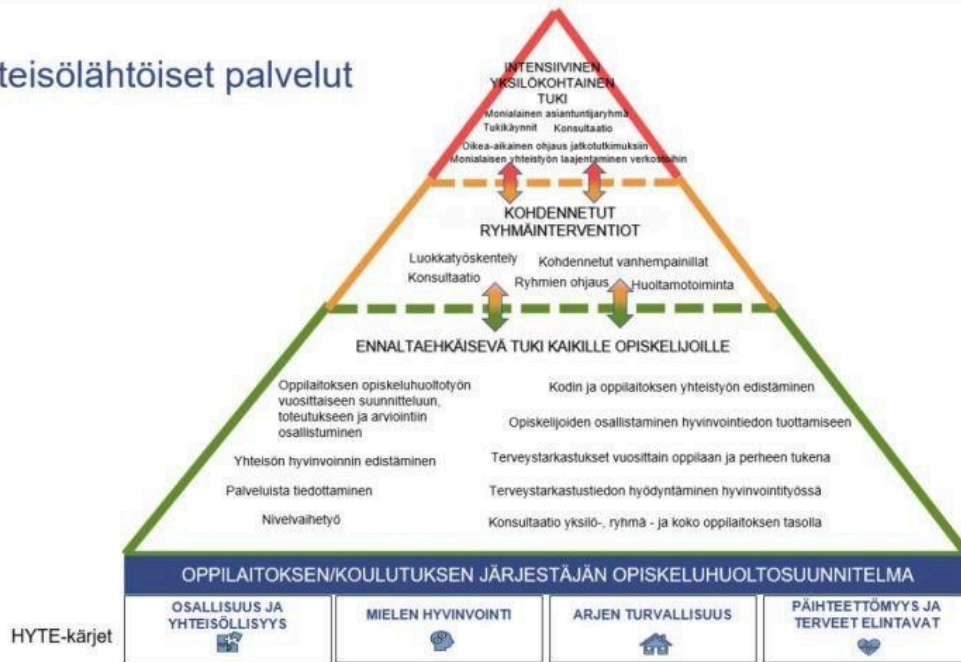 teisölähtöiset palvelut
INTENSIIVINEN
YKSILÖKOHTAINEN
TUKI
Monialainen asiantuntijaryhmä
Tukikäynnit Konsultaatio
Oikea-aikainen ohjaus jatkotutkimuksiin
Monialaisen yhteistyön laajentaminen verkostoihin
KOHDENNETUT
RYHMÄINTERVENTIOT
Luokkatyöskentely Kohdennetut vanhempainillat
Konsultaatio Ryhmien ohjaus Huoltamotoiminta
ENNALTAEHKÄISEVÄ TUKI KAIKILLE OPISKELIJOILLE
Oppilaitoksen opiskeluhuoltotyön
vuosittaiseen suunnitteluun,
toteutukseen ja arviointiin
osallistuminen
Yhteisön hyvinvoinnin edistäminen
Palveluista tiedottaminen
Nivelvaihetyö
Kodin ja oppilaitoksen yhteistyön edistäminen
Opiskelijoiden osallistaminen hyvinvointiedon tuottamiseen
Terveystarkastukset vuosittain oppilaan ja perheen tukena
Terveystarkastustiedon hyödyntäminen hyvinvointityössä
Konsultaatio yksilö-, ryhmä - ja koko oppilaitoksen tasolla
OPPILAITOKSEN/KOULUTUKSEN JÄRJESTÄJÄN OPISKELUHUOLTOSUUNNITELMA
HYTE-kärjet
OSALLISUUS JA
YHTEISÖLLISYYS
MIELEN HYVINVOINTI
ARJEN TURVALLISUUS
PÄIHTEETTÖMYYS JA
TERVEET ELINTAVAT